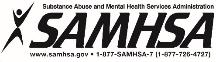 Substance Abuse and Mental Health Services Administration
SAMHSA
www.samhsa.gov • 1-877-SAMHSA-7 (1-877-726-4727)